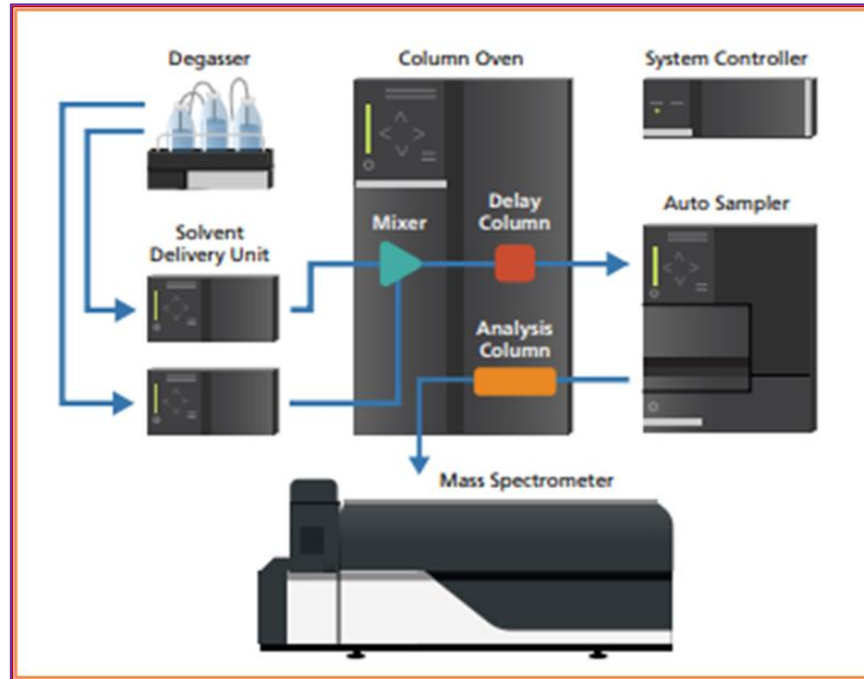 Degasser
Column Oven
System Controller
Solvent
Delivery Unit
Mixer
Delay
Column
Auto Sampler
Analysis
Column
Mass Spectrometer